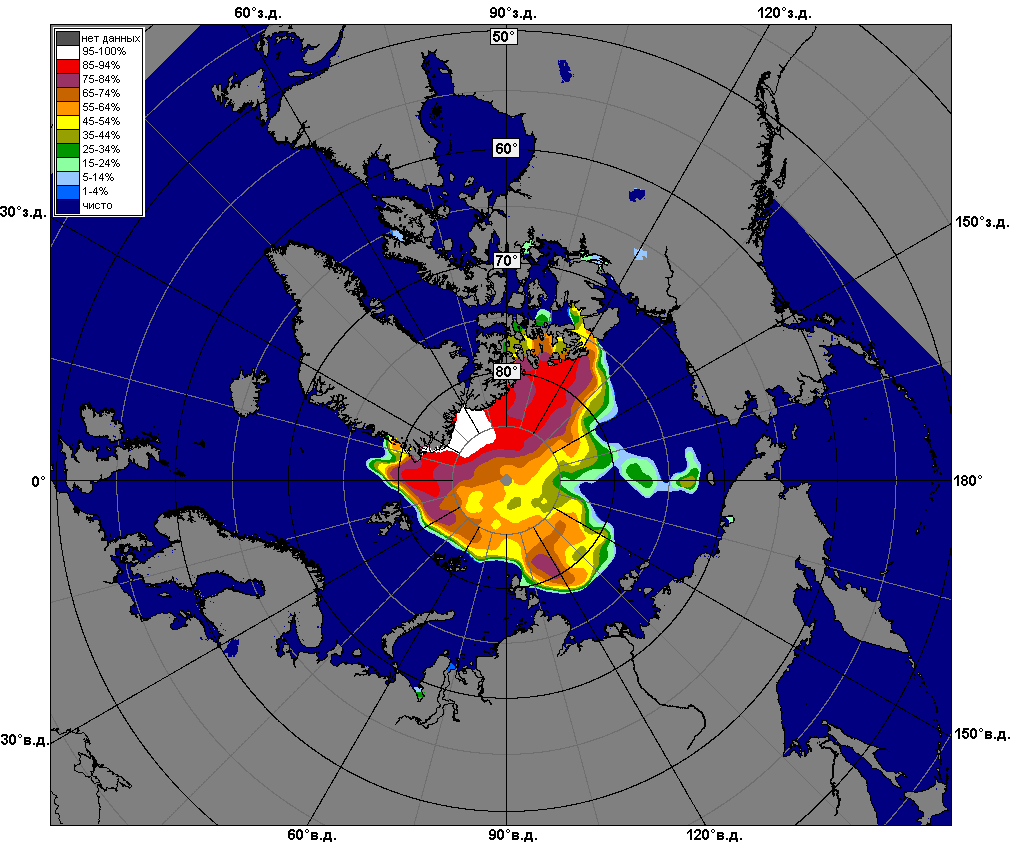 60°з.д.
90°з.д.
120°з.д.
нет данных
95-100%
85-94%
75-84%
65-74%
55-64%
45-54%
35-44%
25-34%
15-24%
5-14%
1-4%
чисто
50°
60°
70°
80°
30°з.д.
150°з.д.
0°
180°
30°в.д.
150°в.д.
60°в.д.
90°в.д.
120°в.д.